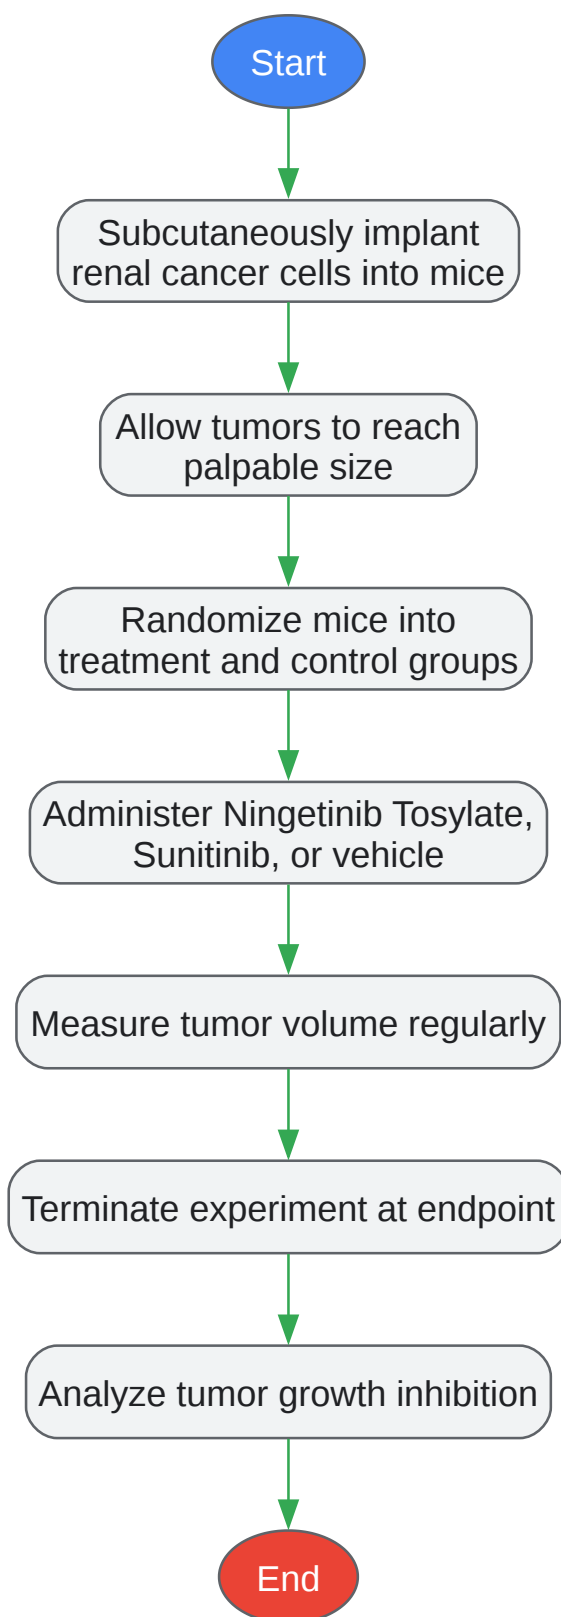 Start
Subcutaneously implant
renal cancer cells into mice
Allow tumors to reach
palpable size
Randomize mice into
treatment and control groups
Administer Ningetinib Tosylate,
Sunitinib, or vehicle
Measure tumor volume regularly
Terminate experiment at endpoint
Analyze tumor growth inhibition
End